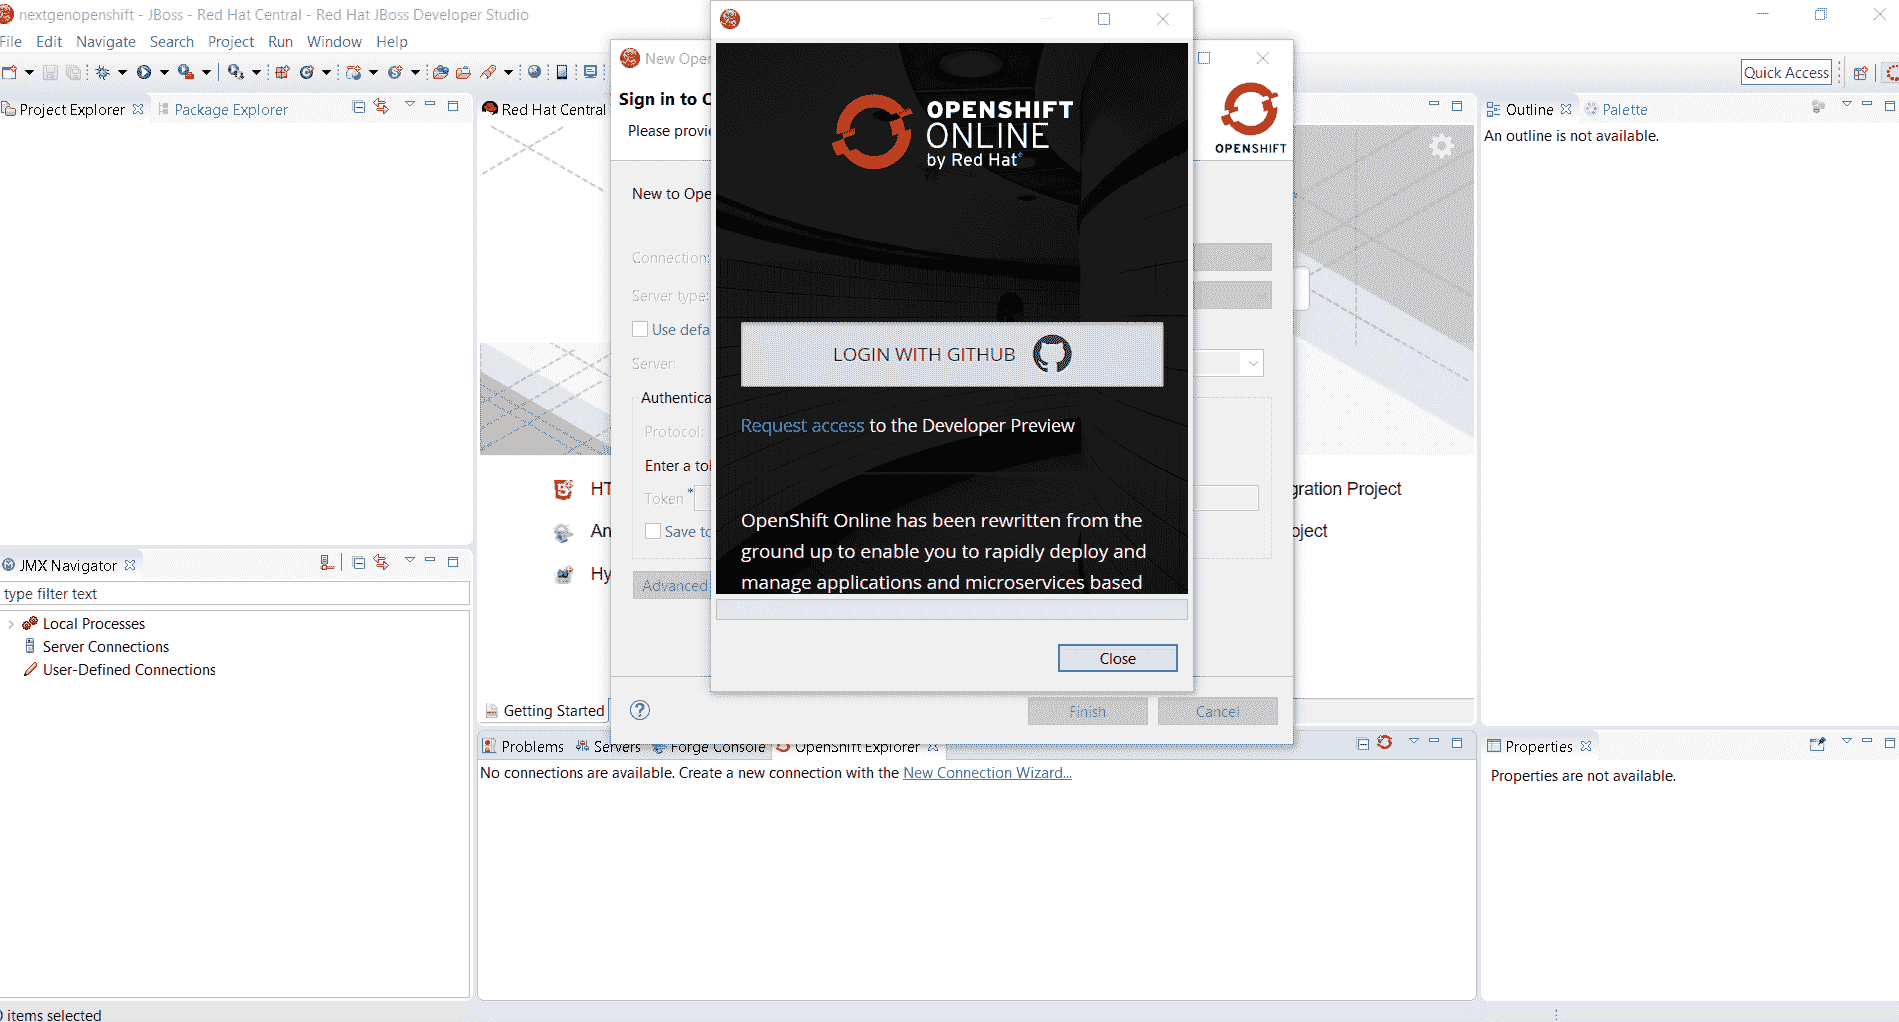 nextgenopenshift - JBoss - Red Hat Central - Red Hat JBoss Developer Studio
File Edit Navigate Search Project Run Window Help
Quick Access
Project Explorer
Package Explorer
Red Hat Central
New Oper
Sign in to O
Please provi
OPENSHIFT
New to Ope
Connection:
Server type:
Use defa
Server:
Authentica
Protocol:
Enter a to
Token *
Save to
Advanced
Finish
Cancel
OPENSHIFT
ONLINE
by Red Hat
LOGIN WITH GITHUB
Request access to the Developer Preview
OpenShift Online has been rewritten from the
ground up to enable you to rapidly deploy and
manage applications and microservices based
Close
HT
An
Hy
gration Project
oject
Getting Started
Outline
Palette
An outline is not available.
JMX Navigator
type filter text
Local Processes
Server Connections
User-Defined Connections
Problems
Servers
Forge Console
OpenShift Explorer
No connections are available. Create a new connection with the New Connection Wizard...
Properties
Properties are not available.
0 items selected